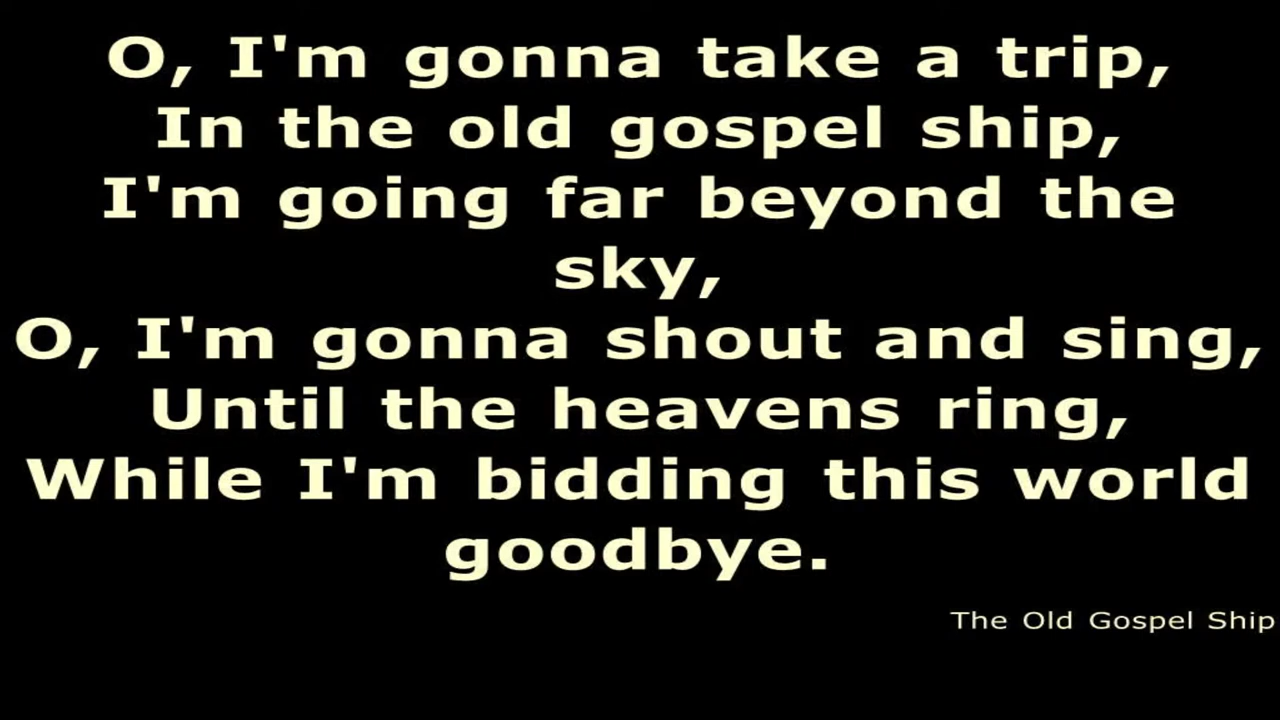 O, I'm gonna take a trip,
In the old gospel ship,
I'm going far beyond the
sky,
O, I'm gonna shout and sing,
Until the heavens ring,
While I'm bidding this world
goodbye.
The Old Gospel Ship